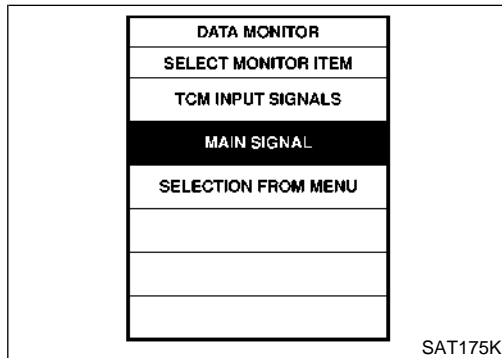 DATA MONITOR
SELECT MONITOR ITEM
TCM INPUT SIGNALS
MAIN SIGNAL
SELECTION FROM MENU
SAT175K